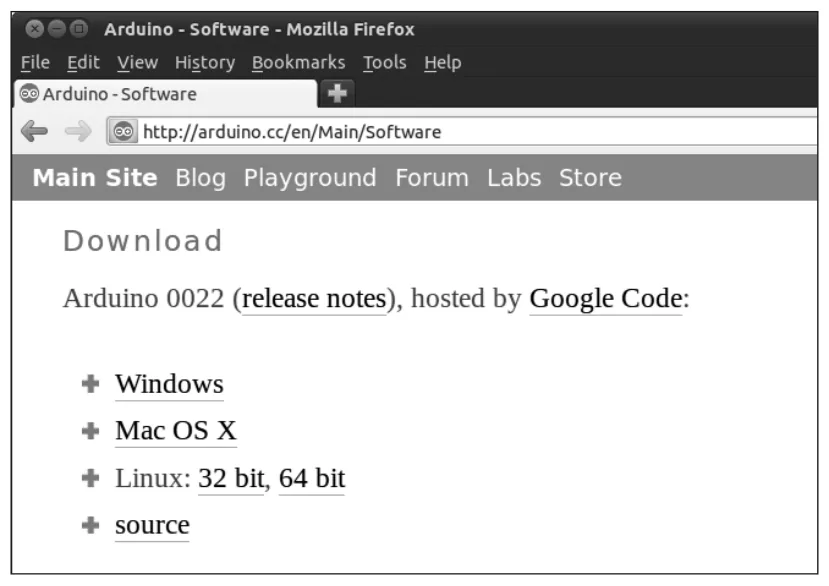 Arduino - Software - Mozilla Firefox
File Edit View History Bookmarks Tools Help
Arduino - Software
http://arduino.cc/en/Main/Software
Main Site Blog Playground Forum Labs Store
Download
Arduino 0022 (release notes), hosted by Google Code:
Windows
Mac OS X
Linux: 32 bit, 64 bit
source